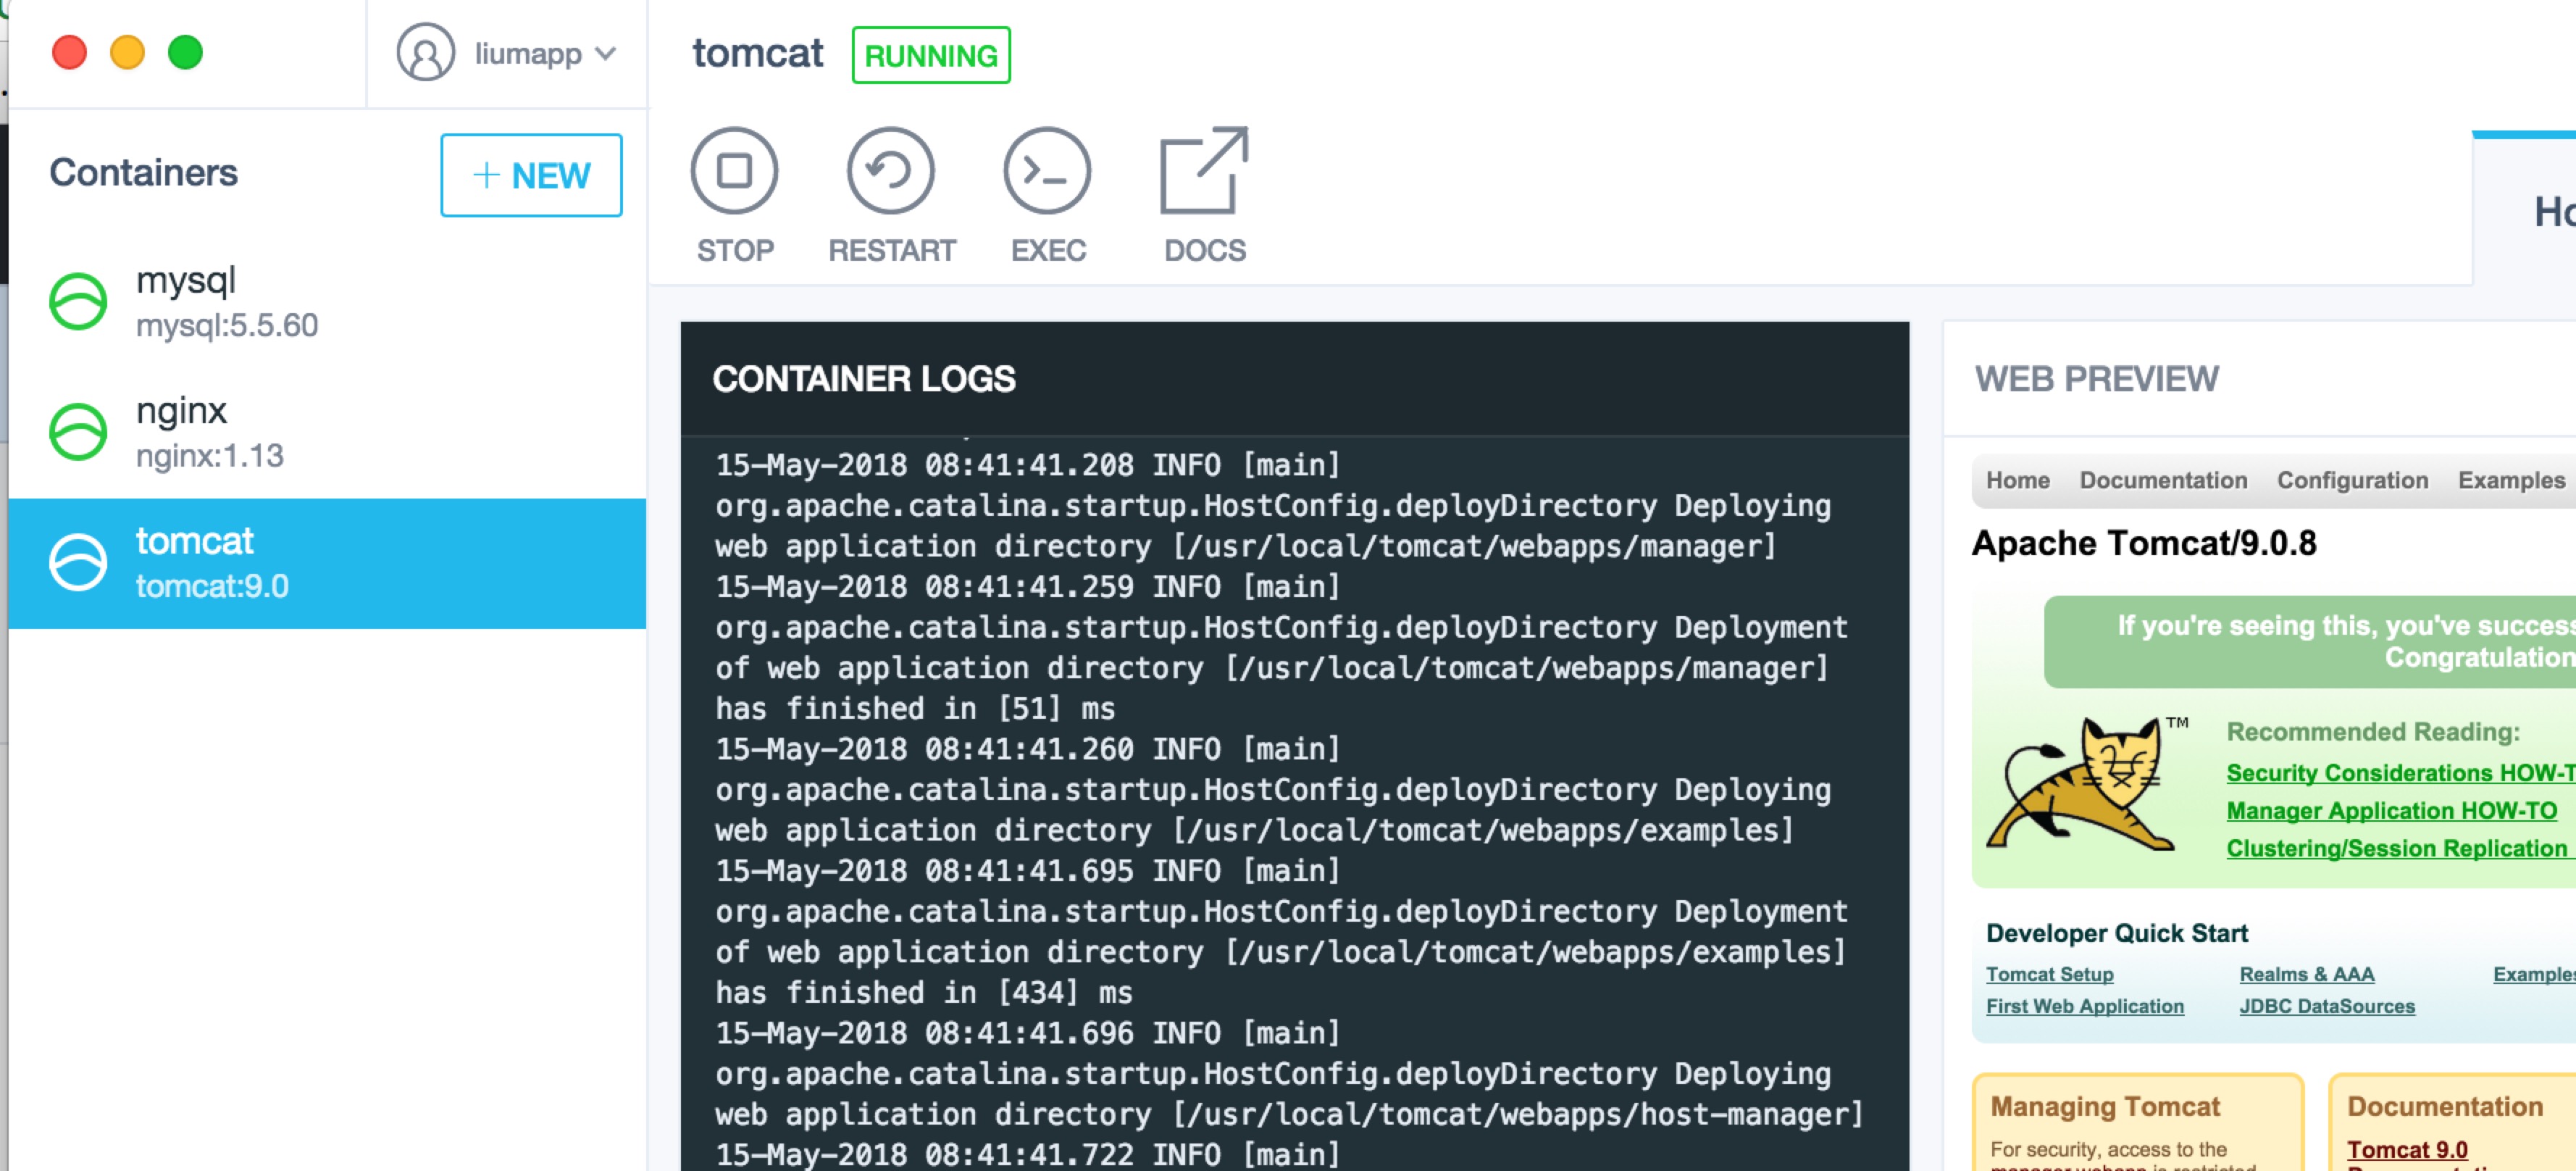 liumapp
tomcat RUNNING
Containers
+ NEW
STOP RESTART EXEC DOCS
mysql
mysql:5.5.60
nginx
nginx:1.13
tomcat
tomcat:9.0
CONTAINER LOGS
15-May-2018 08:41:41.208 INFO [main]
org.apache.catalina.startup.HostConfig.deployDirectory Deploying
web application directory [/usr/local/tomcat/webapps/manager]
15-May-2018 08:41:41.259 INFO [main]
org.apache.catalina.startup.HostConfig.deployDirectory Deployment
of web application directory [/usr/local/tomcat/webapps/manager]
has finished in [51] ms
15-May-2018 08:41:41.260 INFO [main]
org.apache.catalina.startup.HostConfig.deployDirectory Deploying
web application directory [/usr/local/tomcat/webapps/examples]
15-May-2018 08:41:41.695 INFO [main]
org.apache.catalina.startup.HostConfig.deployDirectory Deployment
of web application directory [/usr/local/tomcat/webapps/examples]
has finished in [434] ms
15-May-2018 08:41:41.696 INFO [main]
org.apache.catalina.startup.HostConfig.deployDirectory Deploying
web application directory [/usr/local/tomcat/webapps/host-manager]
15-May-2018 08:41:41.722 INFO [main]
WEB PREVIEW
Home Documentation Configuration Examples
Apache Tomcat/9.0.8
If you're seeing this, you've
TM
Recommended Reading:
Security Considerations
Manager Application HOW-TO
Clustering/Session Replication
Developer Quick Start
Tomcat Setup Realms & AAA
First Web Application JDBC DataSources
Managing Tomcat
For security, access to the
Documentation
Tomcat 9.0